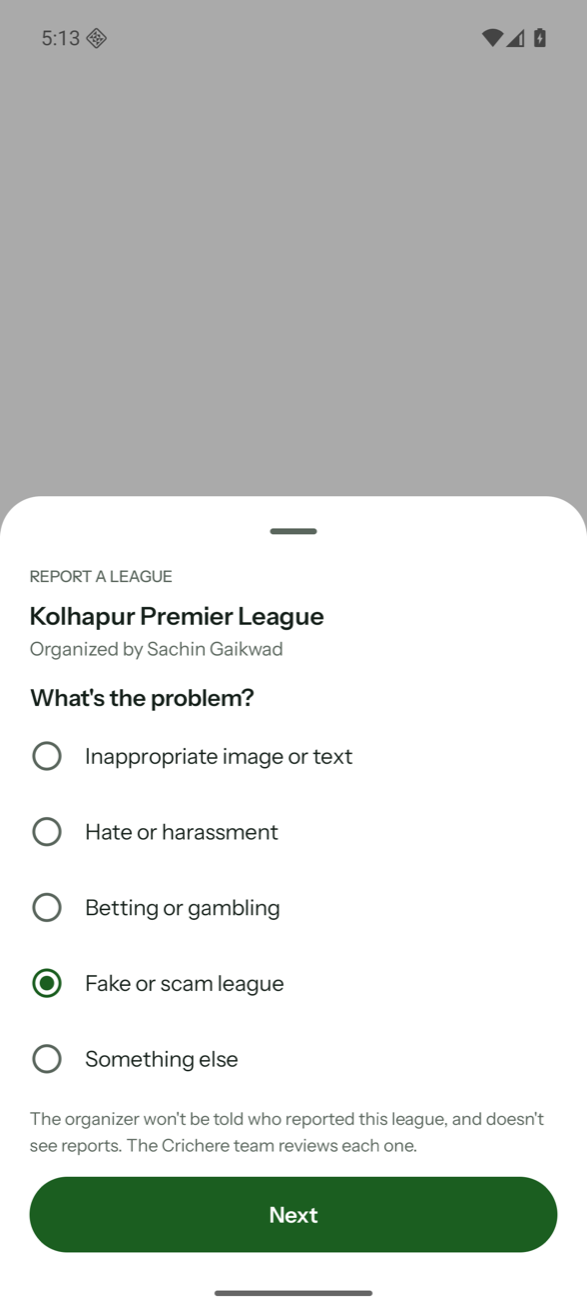 5:13
REPORT A LEAGUE
Kolhapur Premier League
Organized by Sachin Gaikwad
What's the problem?
Inappropriate image or text
Hate or harassment
Betting or gambling
Fake or scam league
Something else
The organizer won't be told who reported this league, and doesn't
see reports. The Crichere team reviews each one.
Next